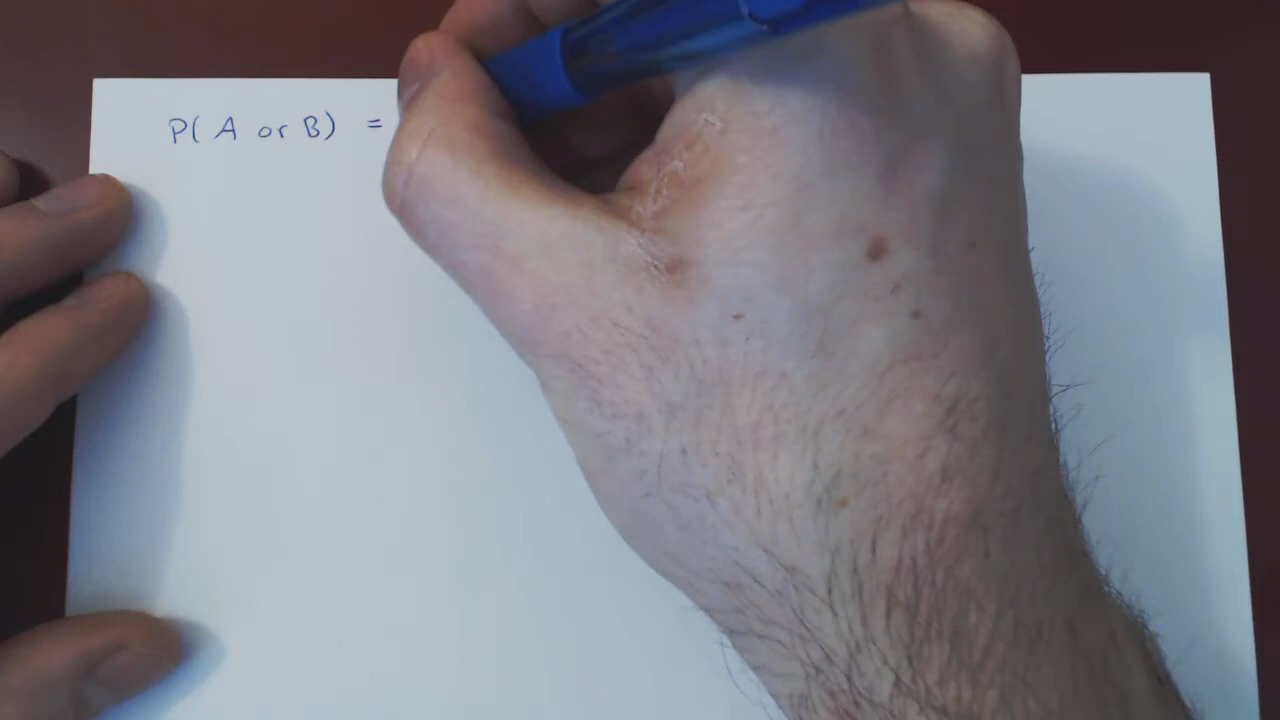 P( A or B) =